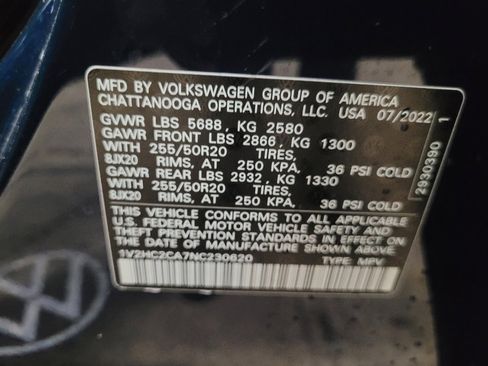 MFD BY VOLKSWAGEN GROUP OF AMERICA
CHATTANOOGA OPERATIONS, LLC. USA 07/2022
GVWR LBS 5688, KG 2580
GAWR FRONT LBS 2866, KG 1300
WITH 255/50R20 TIRES,
8JX20 RIMS, AT 250 KPA, 36 PSI COLD
GAWR REAR LBS 2932, KG 1330
WITH 255/50R20 TIRES,
8JX20 RIMS, AT 250 KPA, 36 PSI COLD
THIS VEHICLE CONFORMS TO ALL APPLICABLE
U.S. FEDERAL MOTOR VEHICLE SAFETY AND
THEFT PREVENTION STANDARDS IN EFFECT ON
THE DATE OF MANUFACTURE SHOWN ABOVE.
1V2HC2CA7NC230620 TYPE: MPV
2930390 1